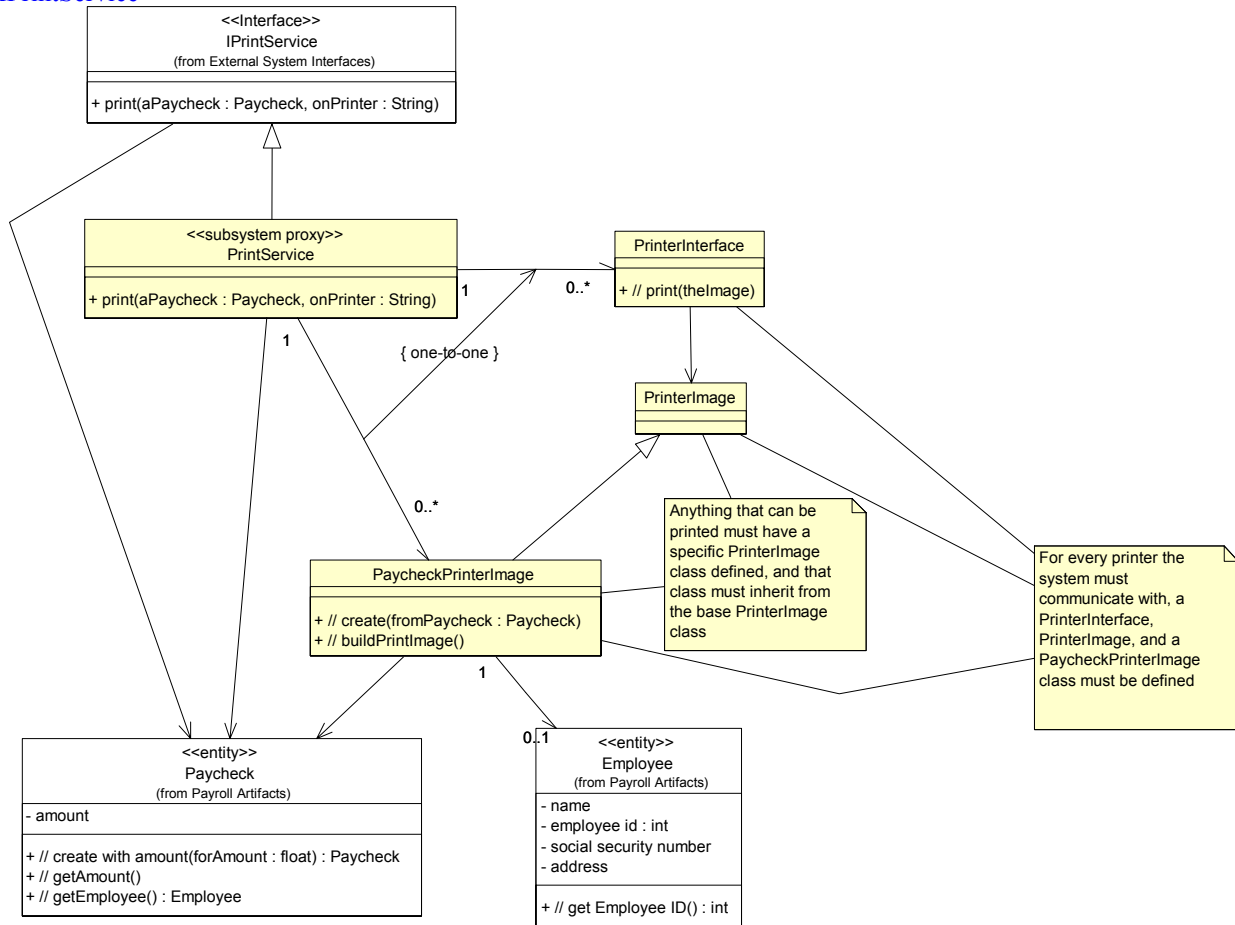 IPrintService
<<Interface>>
IPrintService
(from External System Interfaces)
+ print(aPaycheck : Paycheck, onPrinter : String)
<<subsystem proxy>>
PrintService
+ print(aPaycheck : Paycheck, onPrinter : String)
1
0..*
PrinterInterface
+ // print(theImage)
1
{ one-to-one }
PrinterImage
0..*
Anything that can be
printed must have a
specific PrinterImage
class defined, and that
class must inherit from
the base PrinterImage
class
For every printer the
system must
communicate with, a
PrinterInterface,
PrinterImage, and a
PaycheckPrinterImage
class must be defined
PaycheckPrinterImage
+ // create(fromPaycheck : Paycheck)
+ // buildPrintImage()
1
0..1
<<entity>>
Paycheck
(from Payroll Artifacts)
- amount
+ // create with amount(forAmount : float) : Paycheck
+ // getAmount()
+ // getEmployee() : Employee
<<entity>>
Employee
(from Payroll Artifacts)
- name
- employee id : int
- social security number
- address
+ // get Employee ID() : int